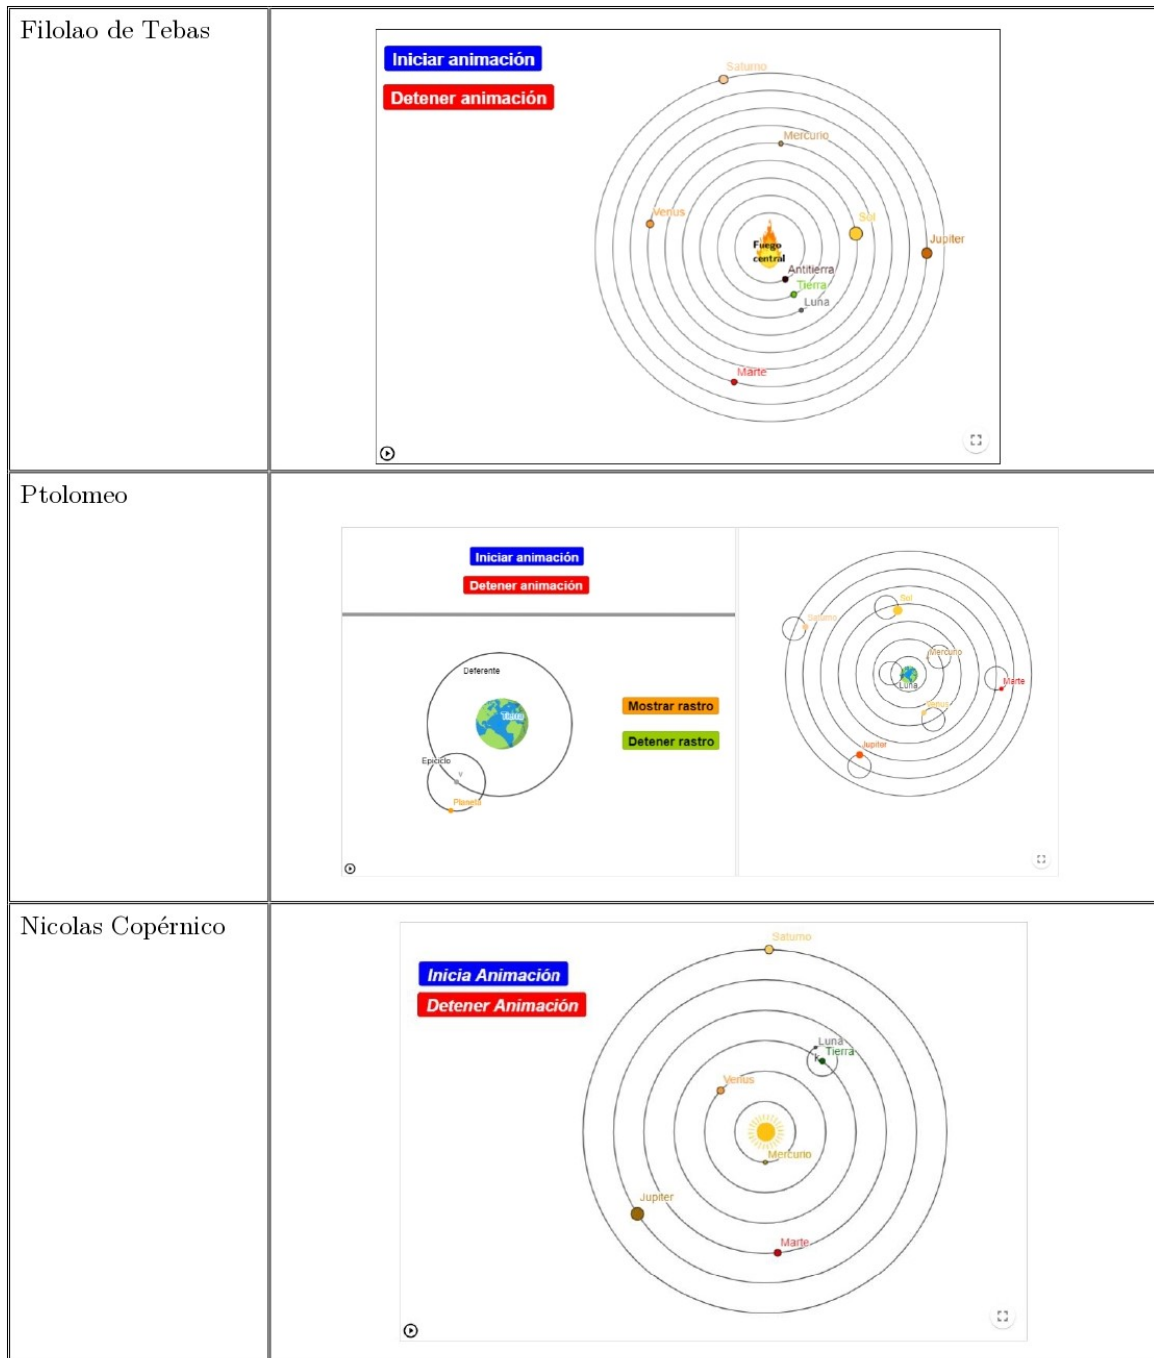 Filolao de Tebas
Iniciar animación
Detener animación
Saturno
Mercurio
Venus
Sol
Jupiter
Fuego
central
Antitierra
Tierra
Luna
Marte
Ptolomeo
Iniciar animación
Detener animación
Deferente
Tierra
Mostrar rastro
Detener rastro
Epiciclo
v
Planeta
Sol
Saturno
Mercurio
Luna
Marte
Venus
Jupiter
Nicolas Copérnico
Inicia Animación
Detener Animación
Saturno
Luna
Tierra
Venus
Mercurio
Jupiter
Marte